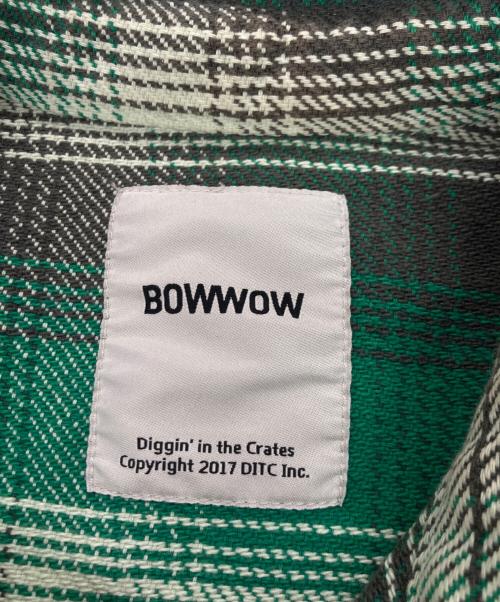 BOWWOW
Diggin' in the Crates
Copyright 2017 DITC Inc.